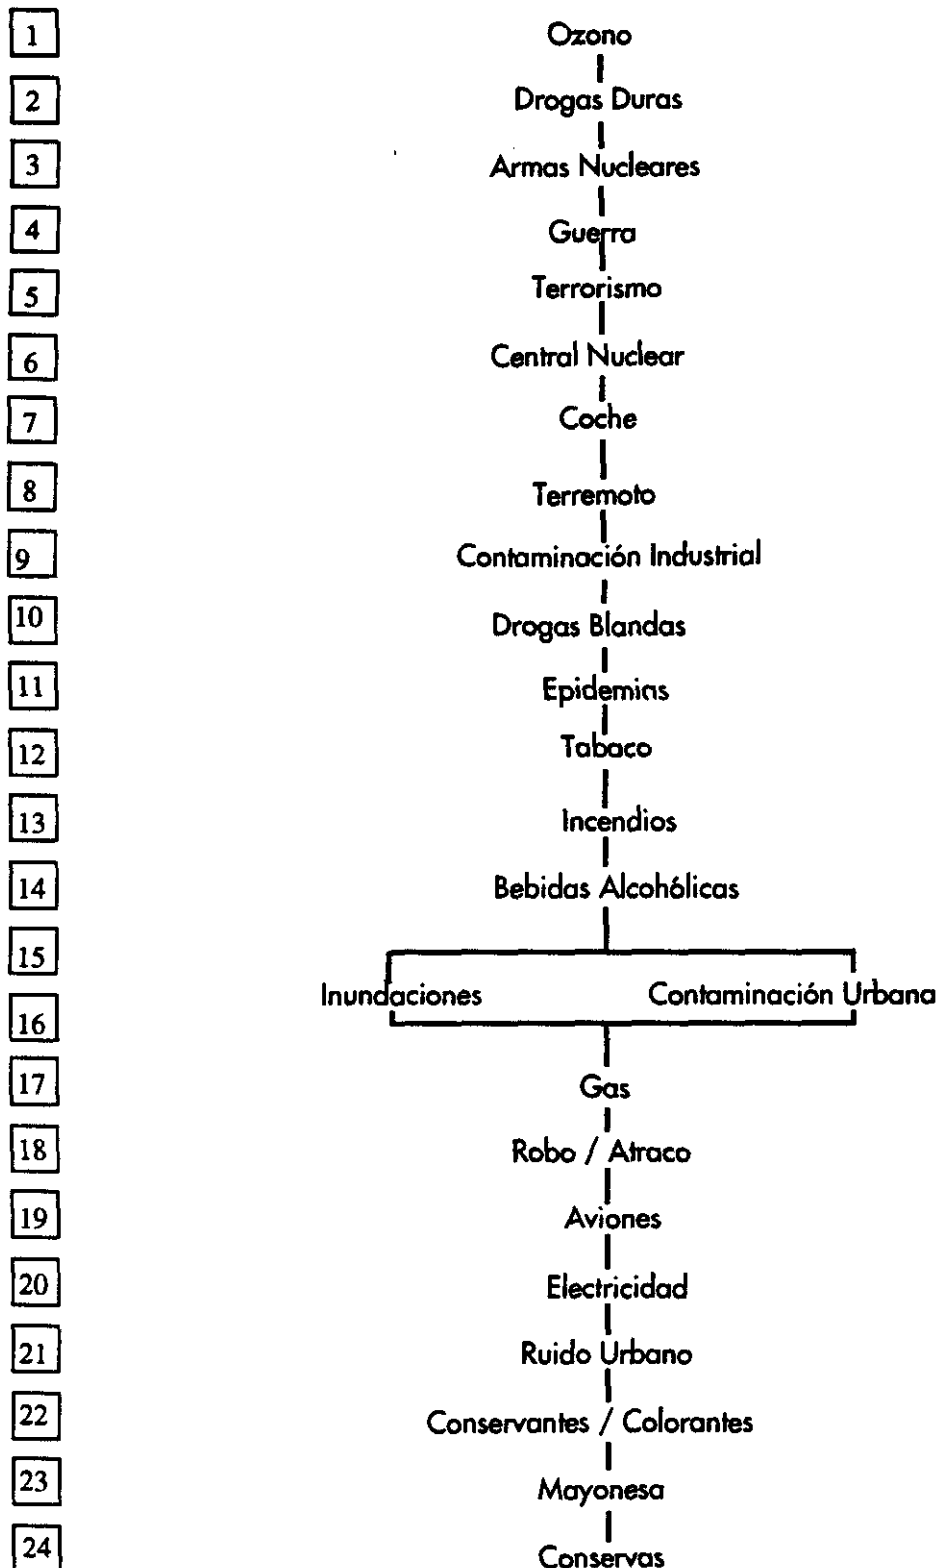 1 Ozono
2 Drogas Duras
3 Armas Nucleares
4 Guerra
5 Terrorismo
6 Central Nuclear
7 Coche
8 Terremoto
9 Contaminación Industrial
10 Drogas Blandas
11 Epidemias
12 Tabaco
13 Incendios
14 Bebidas Alcohólicas
15
Inundaciones Contaminación Urbana
16
17 Gas
18 Robo / Atraco
19 Aviones
20 Electricidad
21 Ruido Urbano
22 Conservantes / Colorantes
23 Mayonesa
24 Conservas